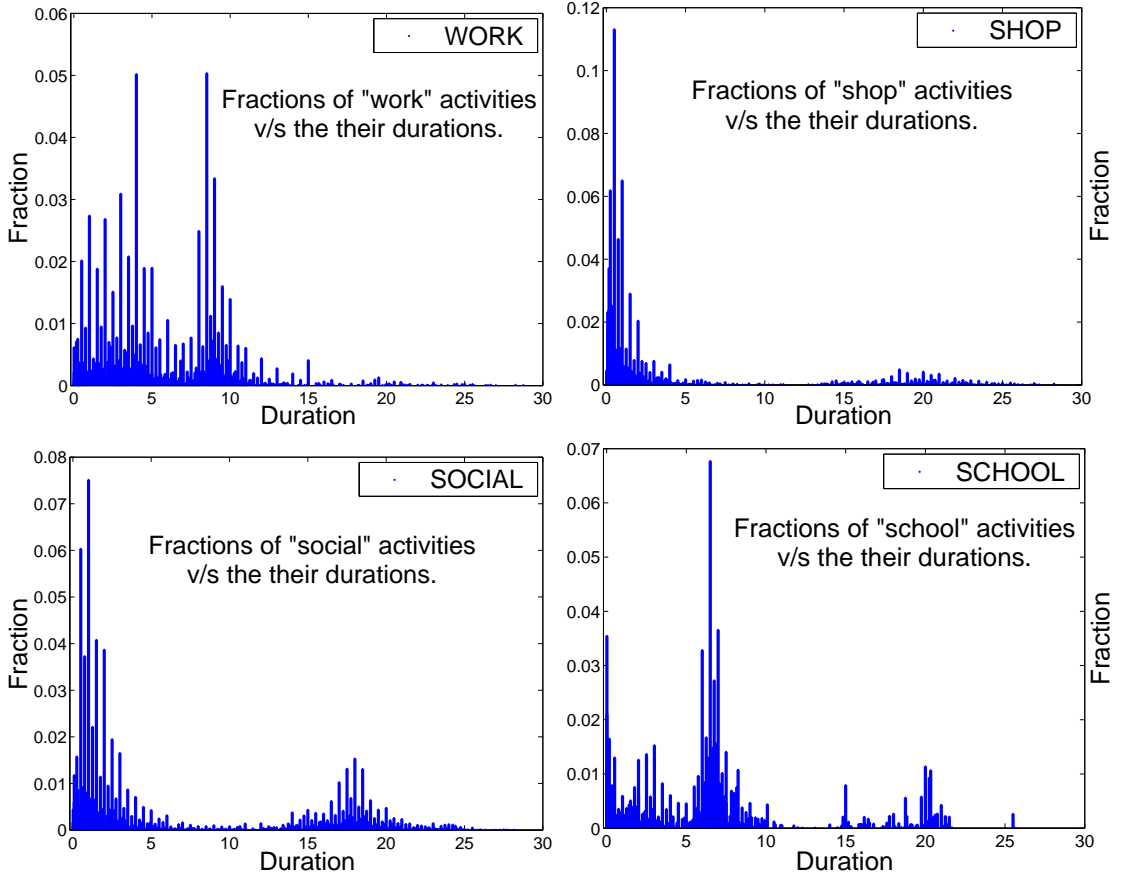 0.06
0.05
0.04
0.03
0.02
0.01
0
Fraction
WORK
Fractions of "work" activities
v/s the their durations.
0 5 10 15 20 25 30
Duration
0.12
0.1
0.08
0.06
0.04
0.02
0
Fraction
SHOP
Fractions of "shop" activities
v/s the their durations.
0 5 10 15 20 25 30
Duration
0.08
0.07
0.06
0.05
0.04
0.03
0.02
0.01
0
Fraction
SOCIAL
Fractions of "social" activities
v/s the their durations.
0 5 10 15 20 25 30
Duration
0.07
0.06
0.05
0.04
0.03
0.02
0.01
0
Fraction
SCHOOL
Fractions of "school" activities
v/s the their durations.
0 5 10 15 20 25 30
Duration